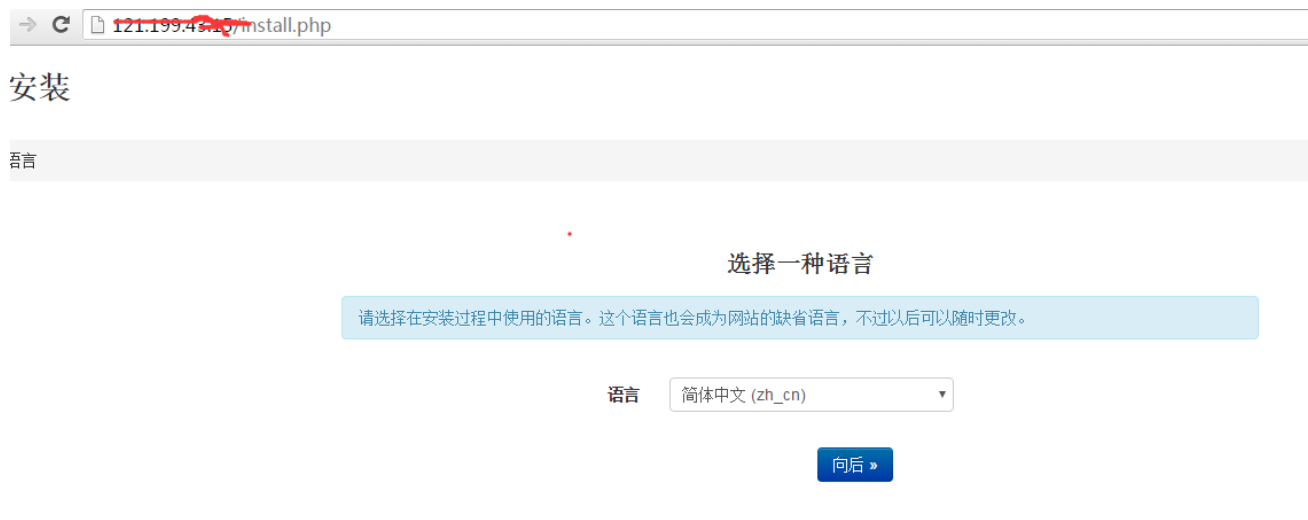 /install.php
安装
语言
选择一种语言
请选择在安装过程中使用的语言。这个语言也会成为网站的缺省语言，不过以后可以随时更改。
语言 简体中文 (zh_cn)
向后 »